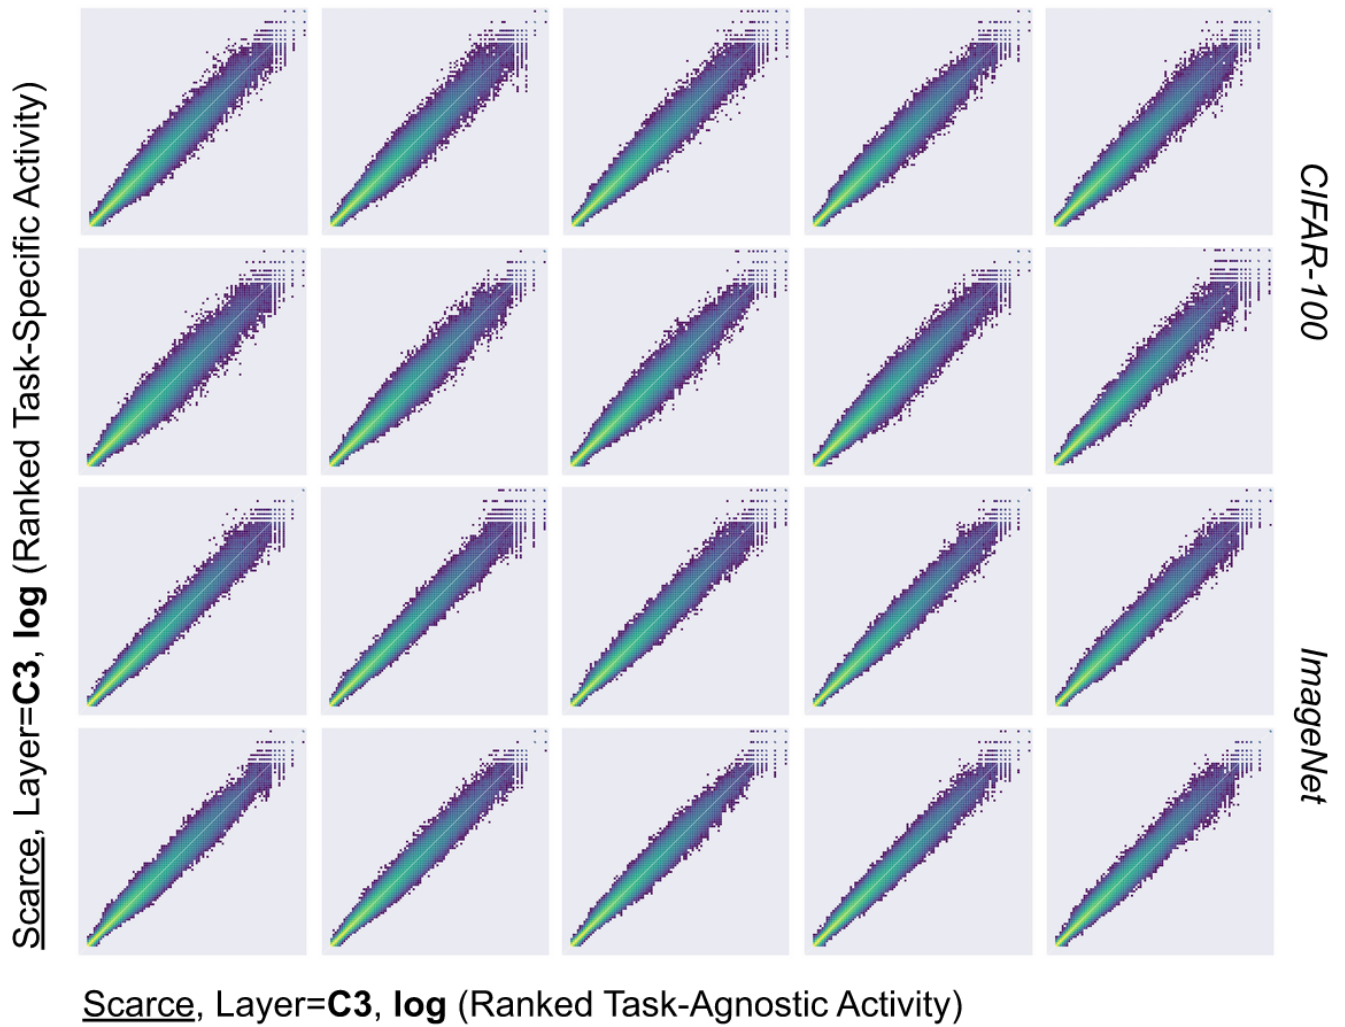 Scarce, Layer=C3, log (Ranked Task-Specific Activity)
CIFAR-100
ImageNet
Scarce, Layer=C3, log (Ranked Task-Agnostic Activity)